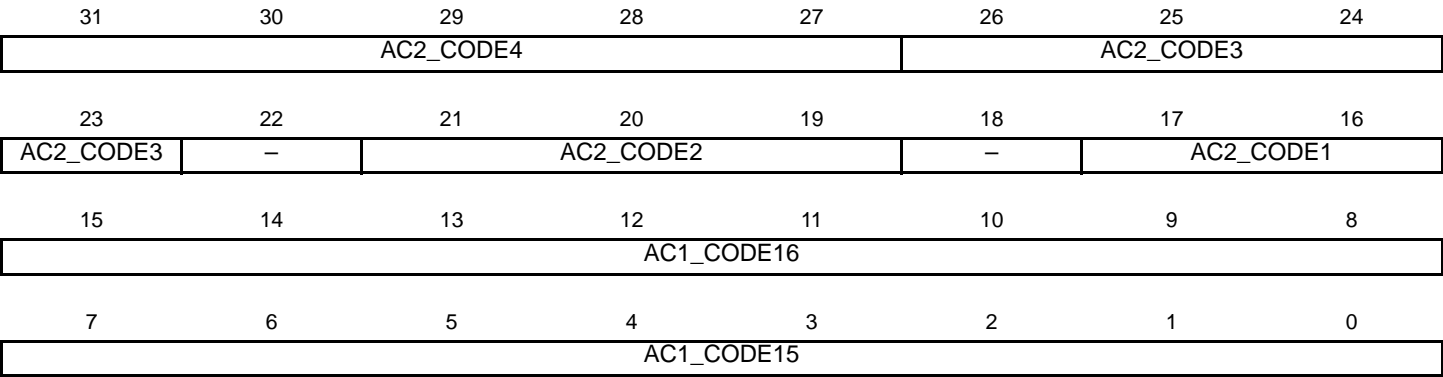 31 30 29 28 27 26 25 24
AC2_CODE4 AC2_CODE3
23 22 21 20 19 18 17 16
AC2_CODE3 – AC2_CODE2 – AC2_CODE1
15 14 13 12 11 10 9 8
AC1_CODE16
7 6 5 4 3 2 1 0
AC1_CODE15